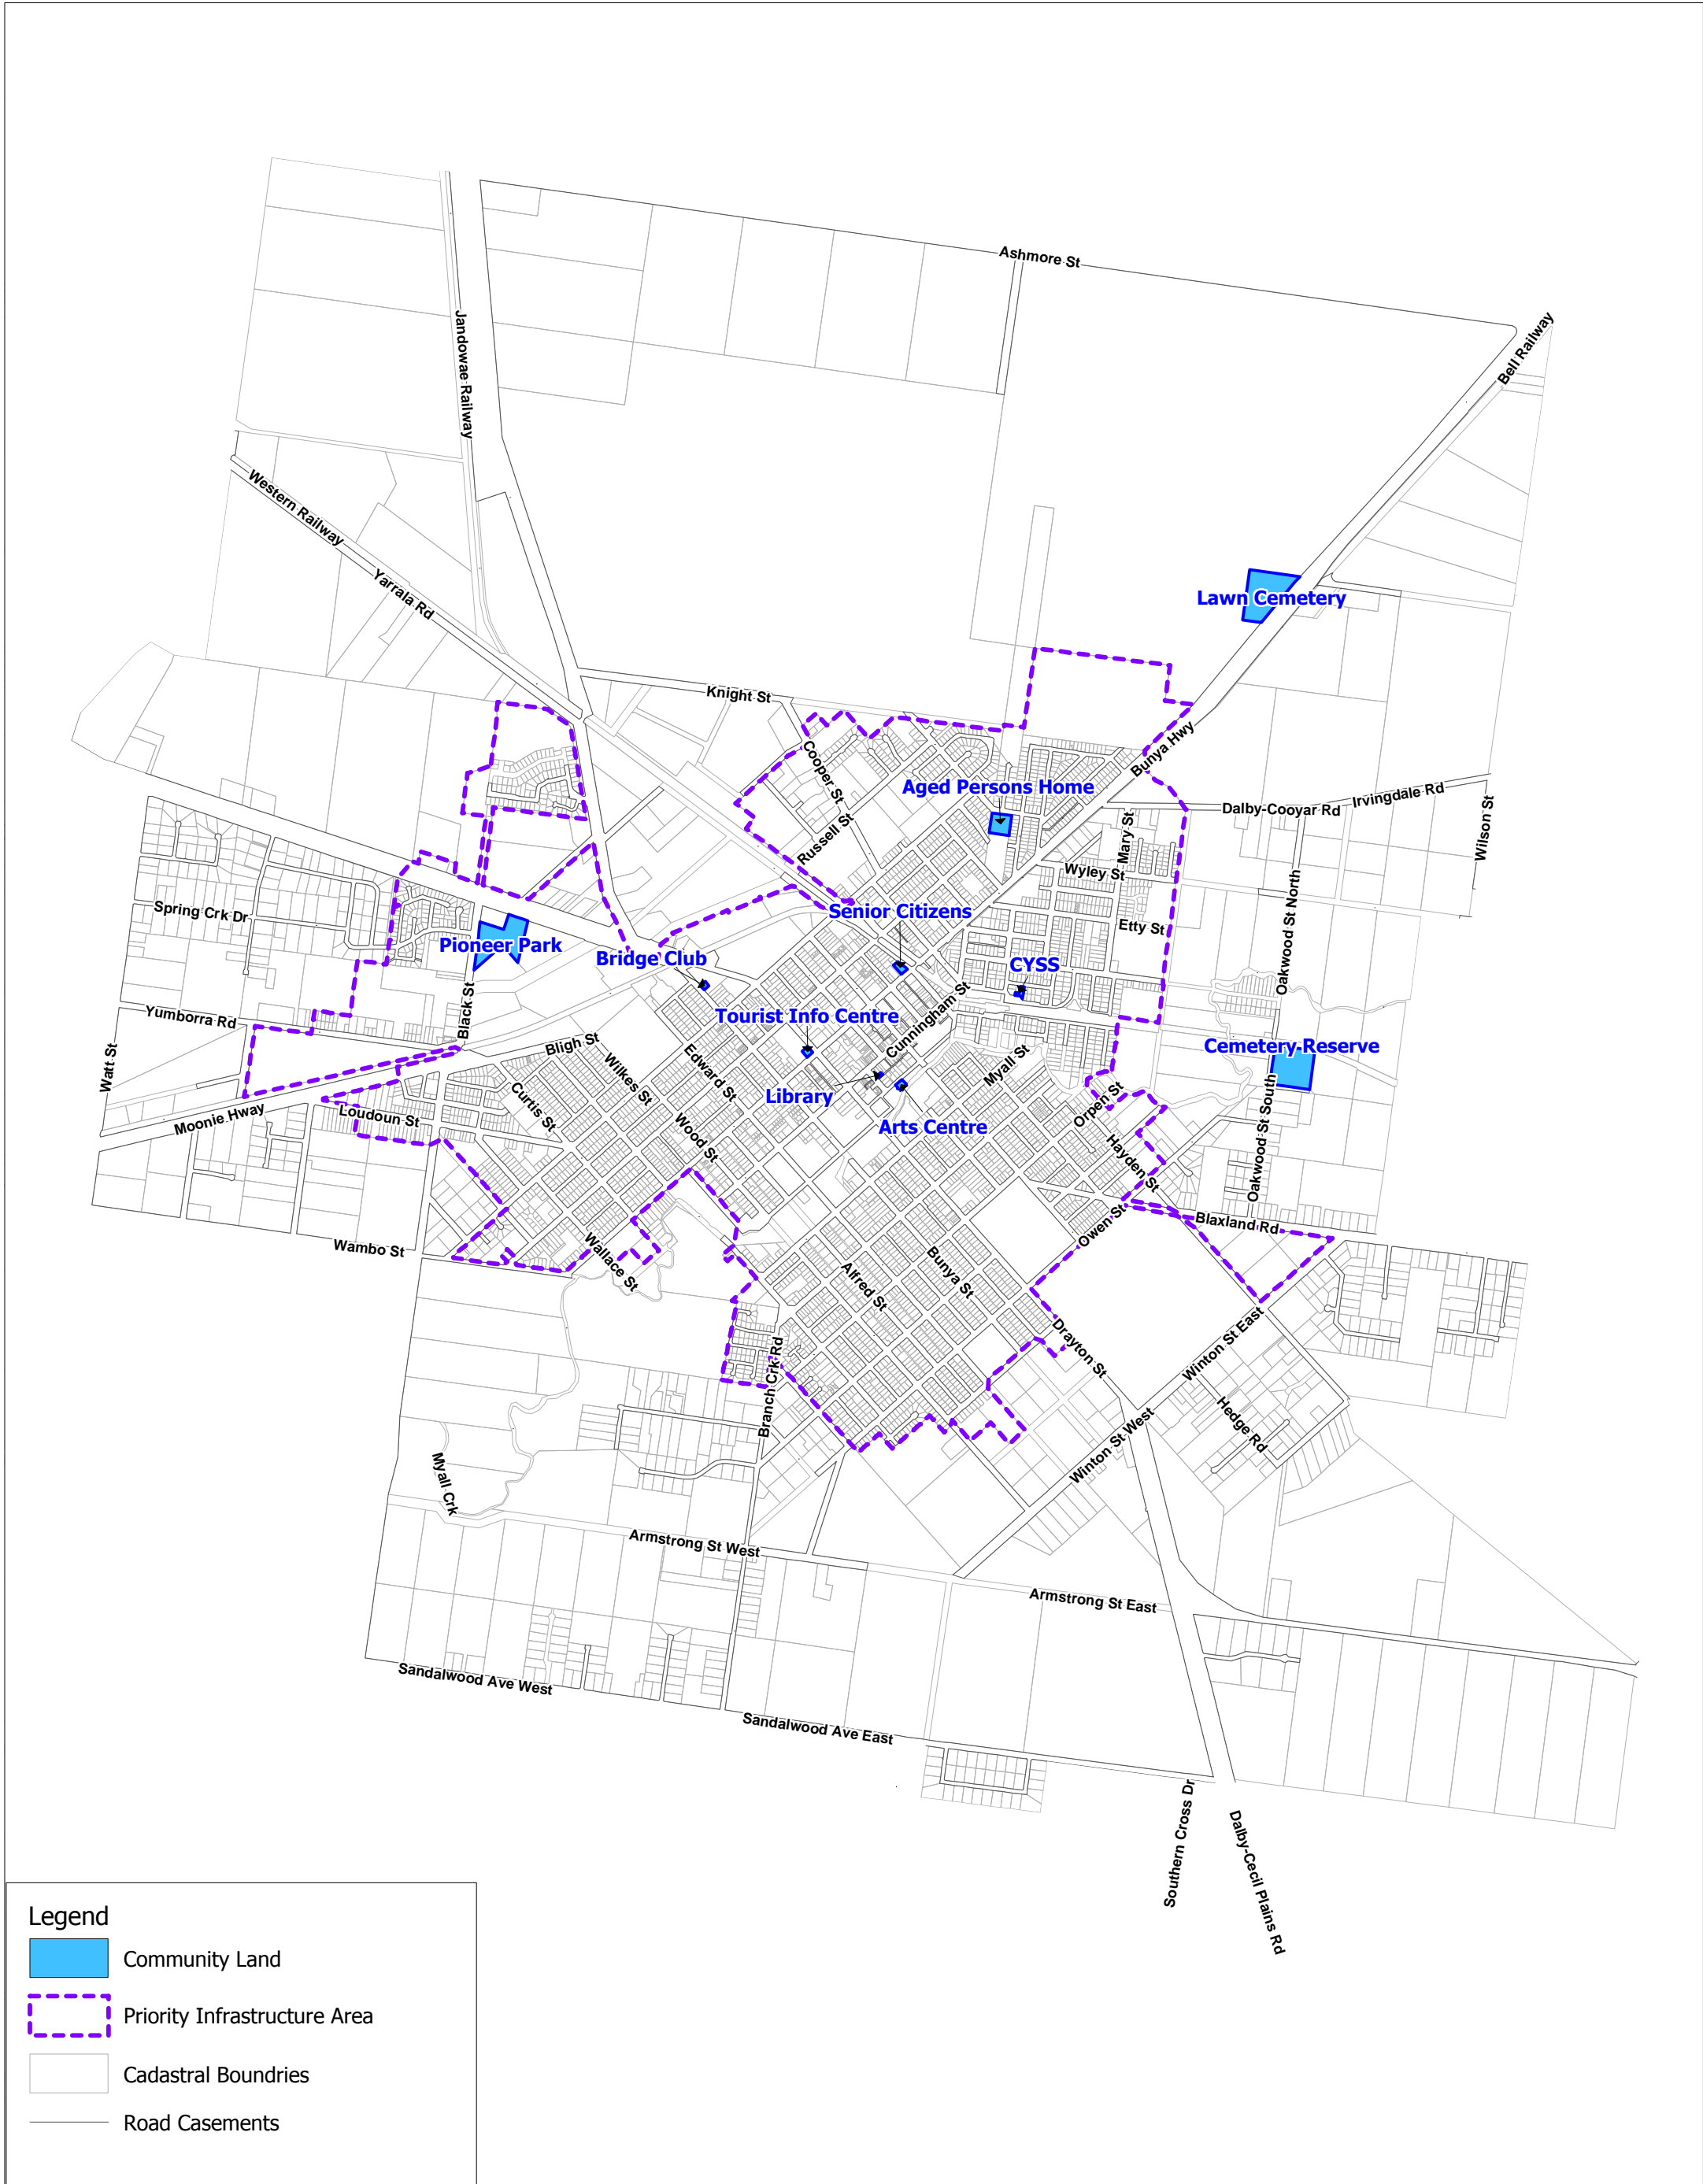 Ashmore St
Bell Railway
Jandowae Railway
Western Railway
Yarrala Rd
Lawn Cemetery
Knight St
Bunya Hwy
Cooper St
Aged Persons Home
Dalby-Cooyar Rd
Irvingdale Rd
Wilson St
Mary St
Russell St
Wyley St
Spring Crk Dr
Senior Citizens
Etty St
Oakwood St North
Pioneer Park
Bridge Club
CYSS
Black St
Yumborra Rd
Tourist Info Centre
Cunningham St
Bligh St
Cemetery Reserve
Watt St
Wilkes St
Edward St
Myall St
Library
Curtis St
Orpen St
Moonie Hway
Loudoun St
Wood St
Arts Centre
Hayden St
Oakwood St South
Owen St
Blaxland Rd
Wambo St
Wallace St
Alfred St
Bunya St
Drayton St
Winton St East
Branch Crk Rd
Hedge Rd
Winton St West
Myall Crk
Armstrong St West
Armstrong St East
Sandalwood Ave West
Sandalwood Ave East
Southern Cross Dr
Dalby-Cecil Plains Rd
Legend
Community Land
Priority Infrastructure Area
Cadastral Boundries
Road Casements